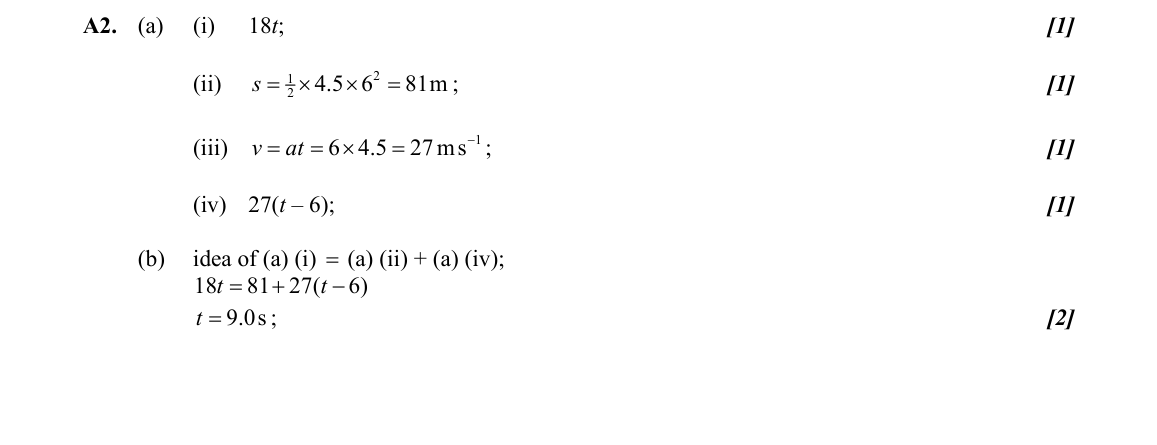 A2. (a) (i) 18t; [1]
(ii) s = ½ × 4.5 × 6² = 81 m ; [1]
(iii) v = at = 6 × 4.5 = 27 m s⁻¹ ; [1]
(iv) 27(t – 6); [1]
(b) idea of (a) (i) = (a) (ii) + (a) (iv);
18t = 81 + 27(t – 6)
t = 9.0 s ; [2]